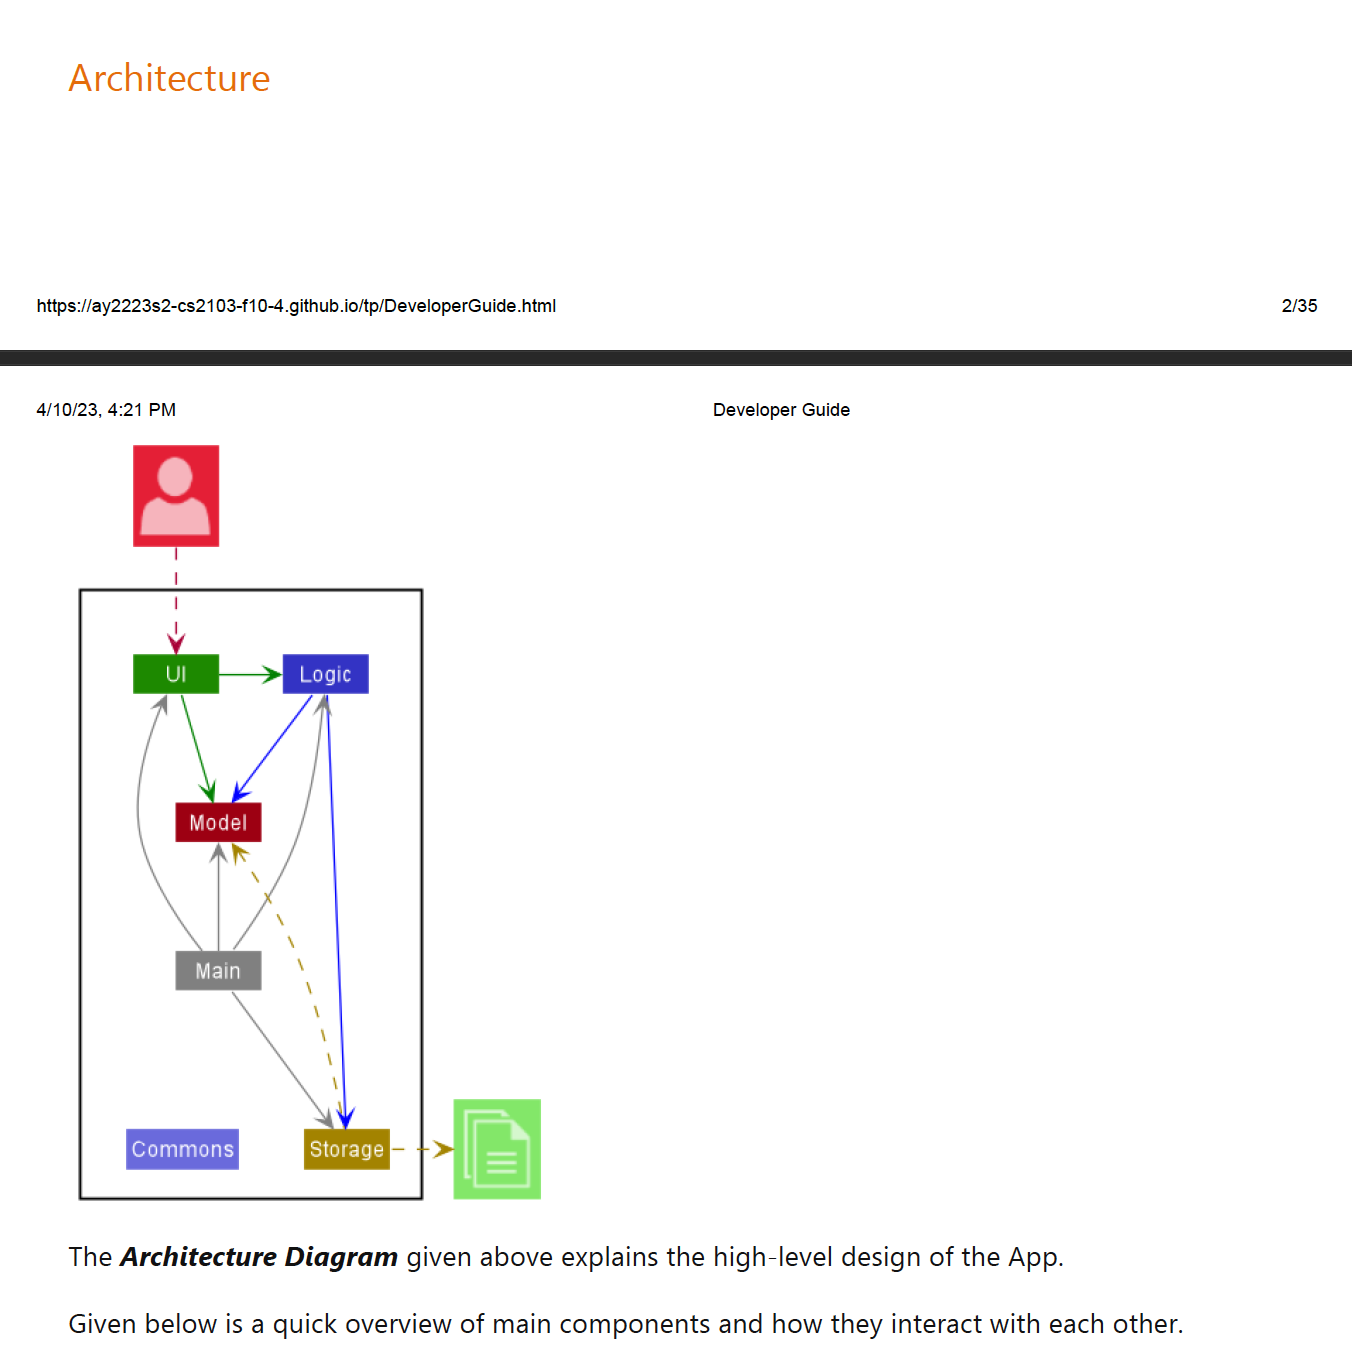 Architecture
https://ay2223s2-cs2103-f10-4.github.io/tp/DeveloperGuide.html 2/35
4/10/23, 4:21 PM Developer Guide
UI Logic
Model
Main
Commons Storage
The Architecture Diagram given above explains the high-level design of the App.
Given below is a quick overview of main components and how they interact with each other.